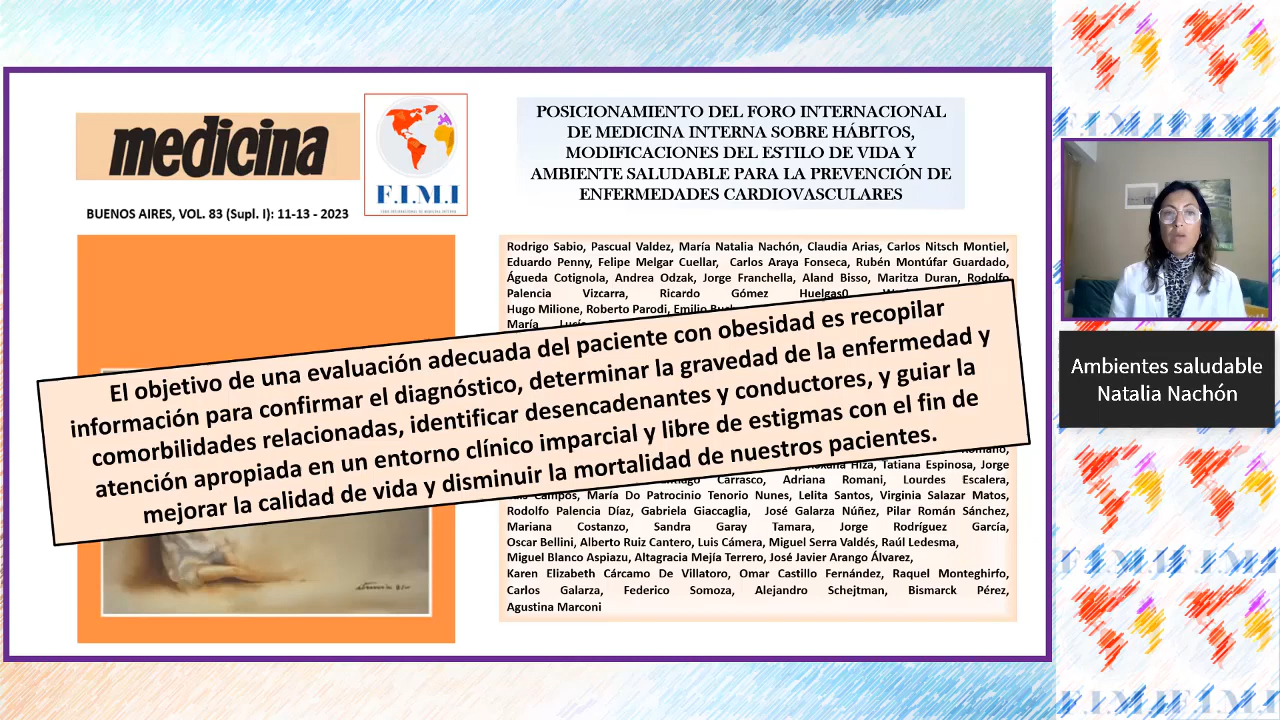 medicina
F.I.M.I
BUENOS AIRES, VOL. 83 (Supl. I): 11-13 - 2023
POSICIONAMIENTO DEL FORO INTERNACIONAL
DE MEDICINA INTERNA SOBRE HÁBITOS,
MODIFICACIONES DEL ESTILO DE VIDA Y
AMBIENTE SALUDABLE PARA LA PREVENCIÓN DE
ENFERMEDADES CARDIOVASCULARES
Rodrigo Sabio, Pascual Valdez, María Natalia Nachón, Claudia Arias, Carlos Nitsch Montiel,
Eduardo Penny, Felipe Melgar Cuellar, Carlos Araya Fonseca, Rubén Montúfar Guardado,
Águeda Cotignola, Andrea Odzak, Jorge Franchella, Aland Bisso, Maritza Duran, Rodolfo
Palencia Vizcarra, Ricardo Gómez Huelgas0,
Hugo Milione, Roberto Parodi, Emilio
María
El objetivo de una evaluación adecuada del paciente con obesidad es recopilar
información para confirmar el diagnóstico, determinar la gravedad de la enfermedad y
comorbilidades relacionadas, identificar desencadenantes y conductores, y guiar la
atención apropiada en un entorno clínico imparcial y libre de estigmas con el fin de
mejorar la calidad de vida y disminuir la mortalidad de nuestros pacientes.
Hiza, Tatiana Espinosa, Jorge
Carrasco, Adriana Romani, Lourdes Escalera,
Campos, María Do Patrocinio Tenorio Nunes, Lelita Santos, Virginia Salazar Matos,
Rodolfo Palencia Díaz, Gabriela Giaccaglia, José Galarza Núñez, Pilar Román Sánchez,
Mariana Costanzo, Sandra Garay Tamara, Jorge Rodríguez García,
Oscar Bellini, Alberto Ruiz Cantero, Luis Cámera, Miguel Serra Valdés, Raúl Ledesma,
Miguel Blanco Aspiazu, Altagracia Mejía Terrero, José Javier Arango Álvarez,
Karen Elizabeth Cárcamo De Villatoro, Omar Castillo Fernández, Raquel Monteghirfo,
Carlos Galarza, Federico Somoza, Alejandro Schejtman, Bismarck Pérez,
Agustina Marconi
Ambientes saludable
Natalia Nachón
F.I.M.I
F.I.M.I